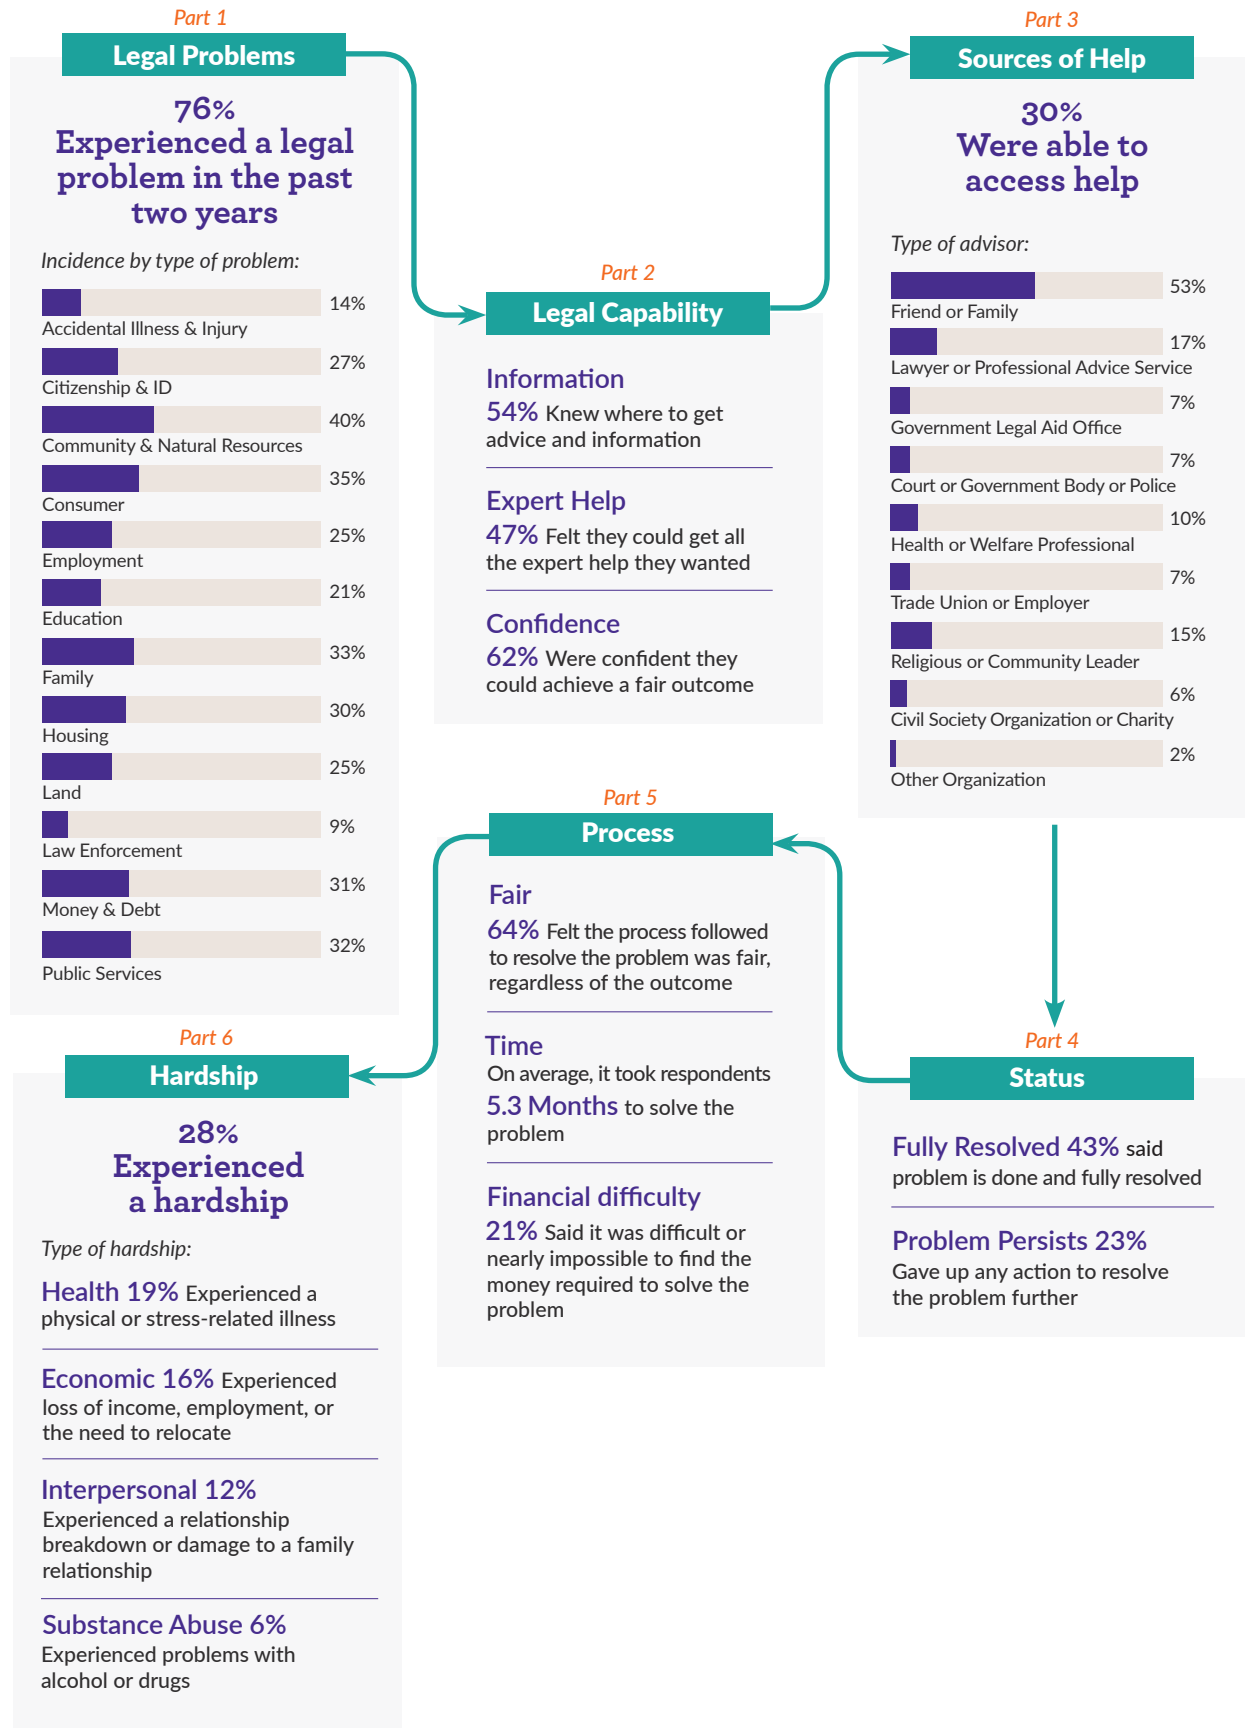 Part 1
Legal Problems
76%
Experienced a legal
problem in the past
two years
Incidence by type of problem:
14%
Accidental Illness & Injury
27%
Citizenship & ID
40%
Community & Natural Resources
35%
Consumer
25%
Employment
21%
Education
33%
Family
30%
Housing
25%
Land
9%
Law Enforcement
31%
Money & Debt
32%
Public Services
Part 2
Legal Capability
Information
54% Knew where to get
advice and information
Expert Help
47% Felt they could get all
the expert help they wanted
Confidence
62% Were confident they
could achieve a fair outcome
Part 3
Sources of Help
30%
Were able to
access help
Type of advisor:
53%
Friend or Family
17%
Lawyer or Professional Advice Service
7%
Government Legal Aid Office
7%
Court or Government Body or Police
10%
Health or Welfare Professional
7%
Trade Union or Employer
15%
Religious or Community Leader
6%
Civil Society Organization or Charity
2%
Other Organization
Part 4
Status
Fully Resolved 43% said
problem is done and fully resolved
Problem Persists 23%
Gave up any action to resolve
the problem further
Part 5
Process
Fair
64% Felt the process followed
to resolve the problem was fair,
regardless of the outcome
Time
On average, it took respondents
5.3 Months to solve the
problem
Financial difficulty
21% Said it was difficult or
nearly impossible to find the
money required to solve the
problem
Part 6
Hardship
28%
Experienced
a hardship
Type of hardship:
Health 19% Experienced a
physical or stress-related illness
Economic 16% Experienced
loss of income, employment, or
the need to relocate
Interpersonal 12%
Experienced a relationship
breakdown or damage to a family
relationship
Substance Abuse 6%
Experienced problems with
alcohol or drugs